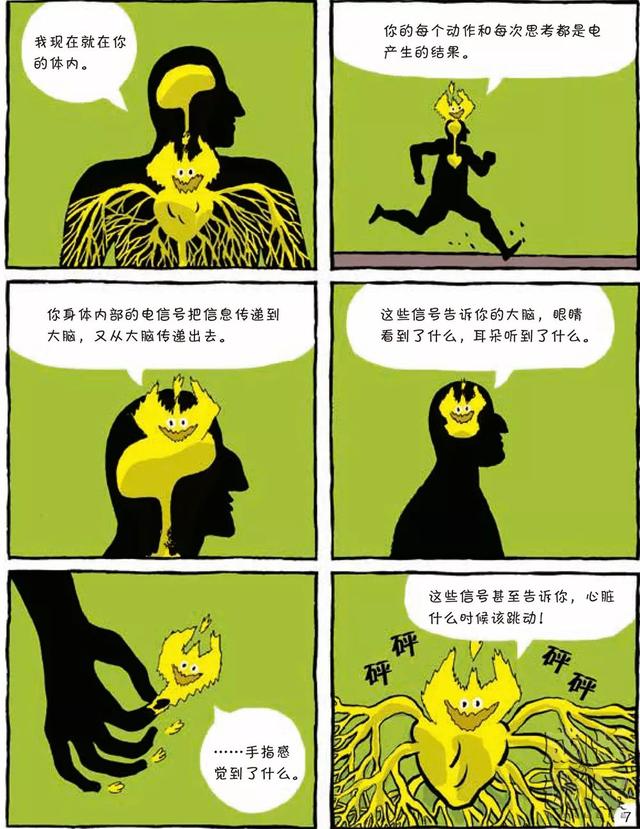 我现在就在你
的体内。
你的每个动作和每次思考都是电
产生的结果。
你身体内部的电信号把信息传递到
大脑，又从大脑传递出去。
这些信号告诉你的大脑，眼睛
看到了什么，耳朵听到了什么。
……手指感
觉到了什么。
这些信号甚至告诉你，心脏
什么时候该跳动！
砰
砰
砰
砰
7